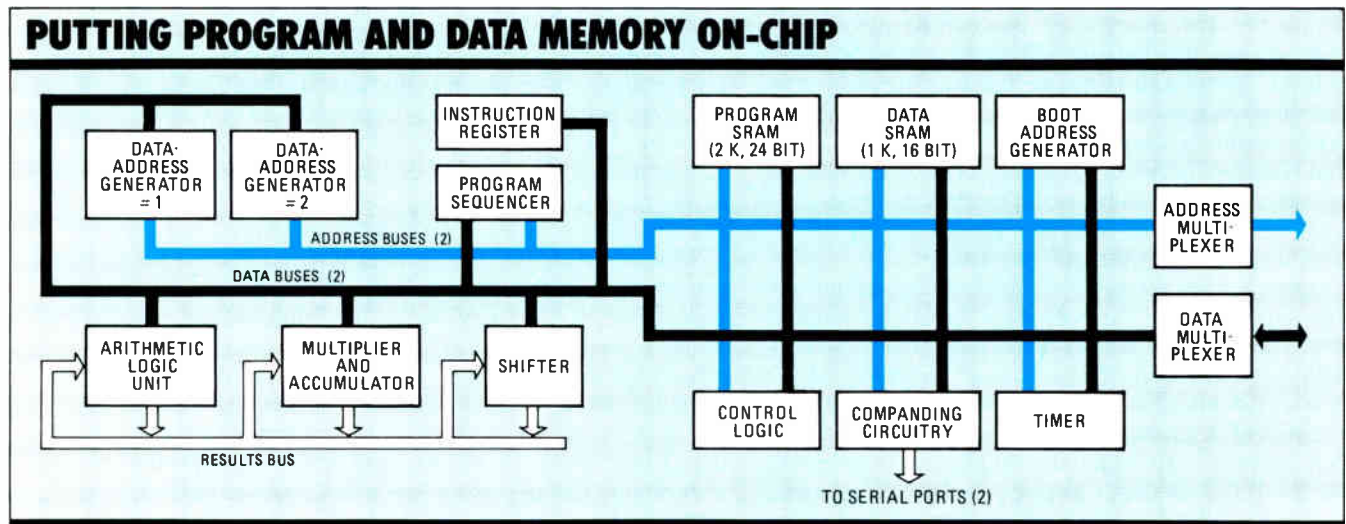 PUTTING PROGRAM AND DATA MEMORY ON-CHIP
DATA-
ADDRESS
GENERATOR
=1
DATA-
ADDRESS
GENERATOR
=2
INSTRUCTION
REGISTER
PROGRAM
SEQUENCER
PROGRAM
SRAM
(2 K, 24 BIT)
DATA
SRAM
(1 K, 16 BIT)
BOOT
ADDRESS
GENERATOR
ADDRESS
MULTI-
PLEXER
ADDRESS BUSES (2)
DATA BUSES (2)
DATA
MULTI-
PLEXER
ARITHMETIC
LOGIC
UNIT
MULTIPLIER
AND
ACCUMULATOR
SHIFTER
CONTROL
LOGIC
COMPANDING
CIRCUITRY
TIMER
RESULTS BUS
TO SERIAL PORTS (2)